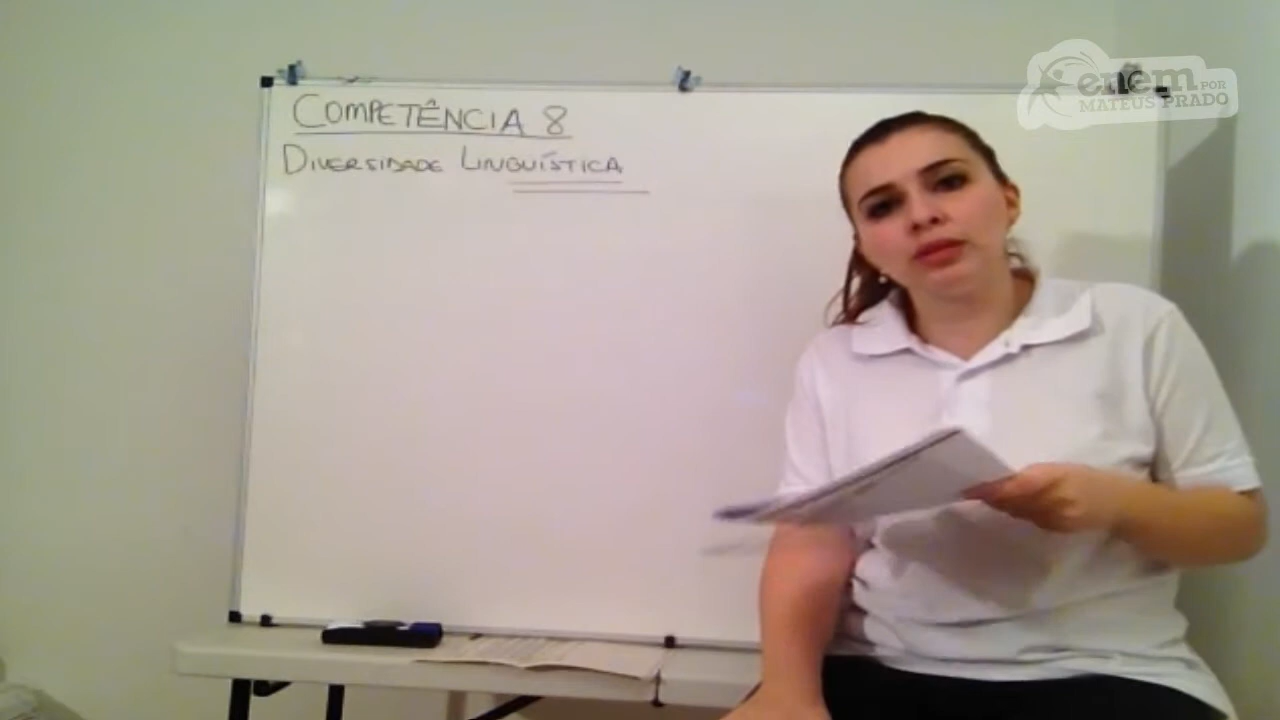 COMPETÊNCIA 8
DIVERSIDADE LINGUÍSTICA
enem POR
MATEUS PRADO